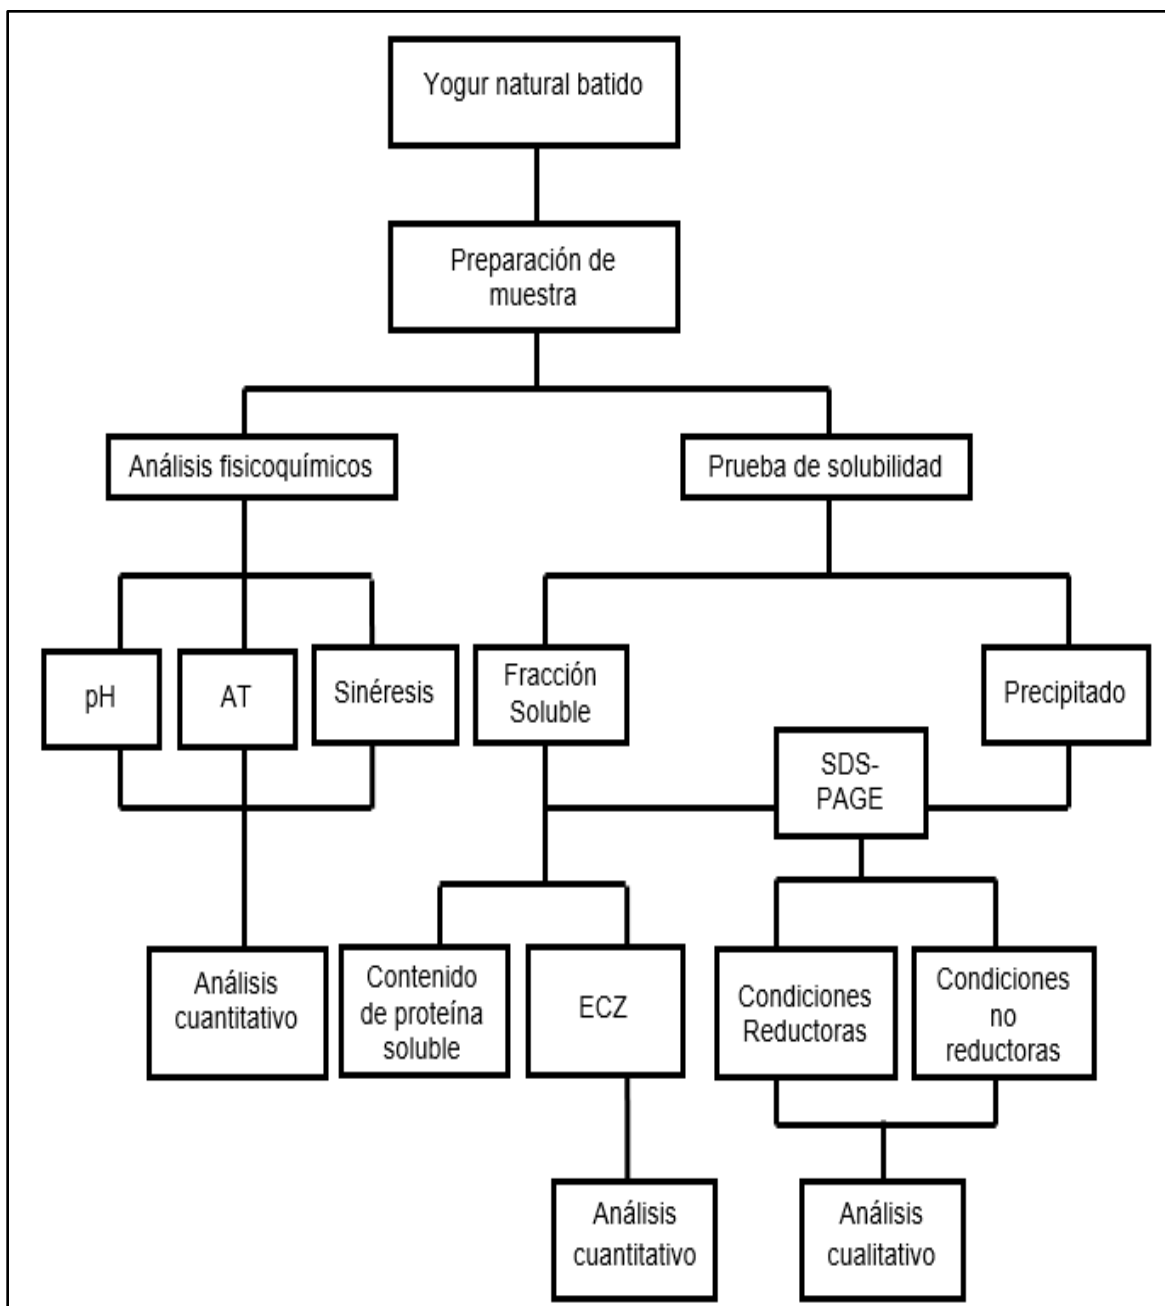 Yogur natural batido
Preparación de
muestra
Análisis fisicoquímicos
Prueba de solubilidad
pH
AT
Sinéresis
Fracción
Soluble
Precipitado
SDS-
PAGE
Análisis
cuantitativo
Contenido
de proteína
soluble
ECZ
Condiciones
Reductoras
Condiciones
no
reductoras
Análisis
cuantitativo
Análisis
cualitativo